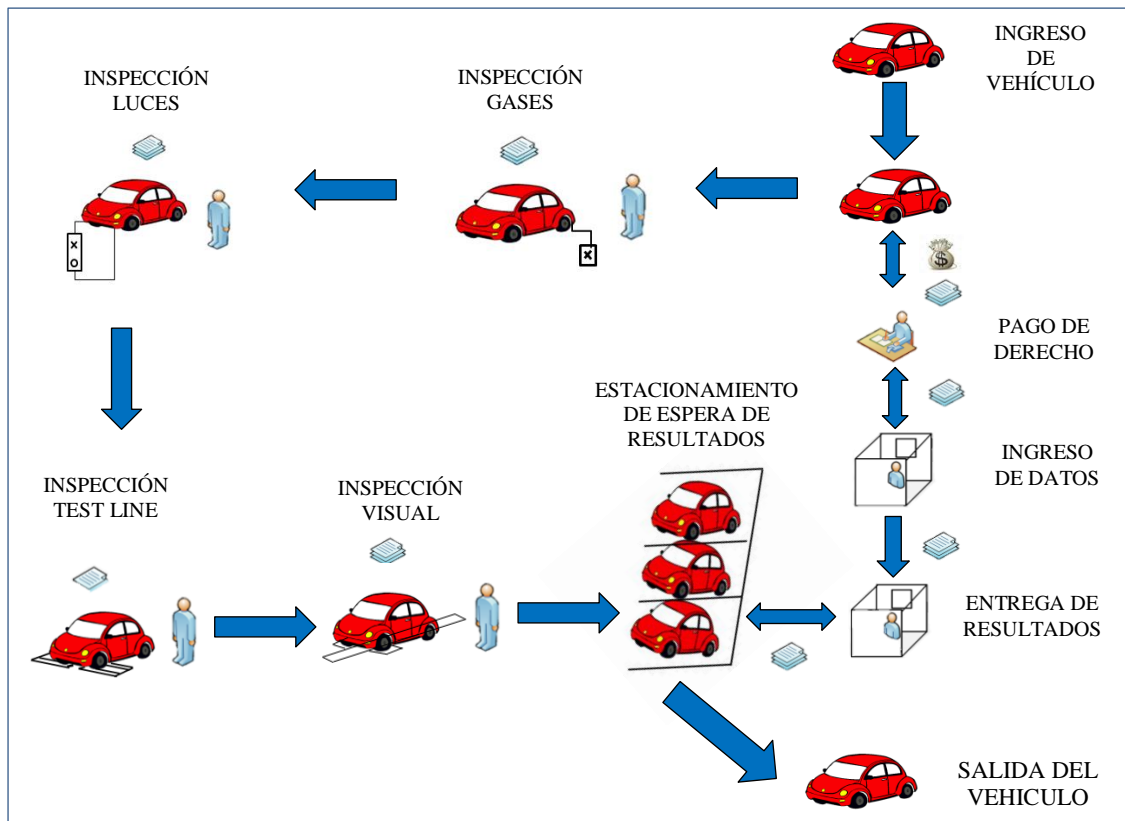 INGRESO
DE
VEHÍCULO
INSPECCIÓN
GASES
INSPECCIÓN
LUCES
$
PAGO DE
DERECHO
INGRESO
DE DATOS
ENTREGA DE
RESULTADOS
INSPECCIÓN
TEST LINE
INSPECCIÓN
VISUAL
ESTACIONAMIENTO
DE ESPERA DE
RESULTADOS
SALIDA DEL
VEHICULO
X
O
X